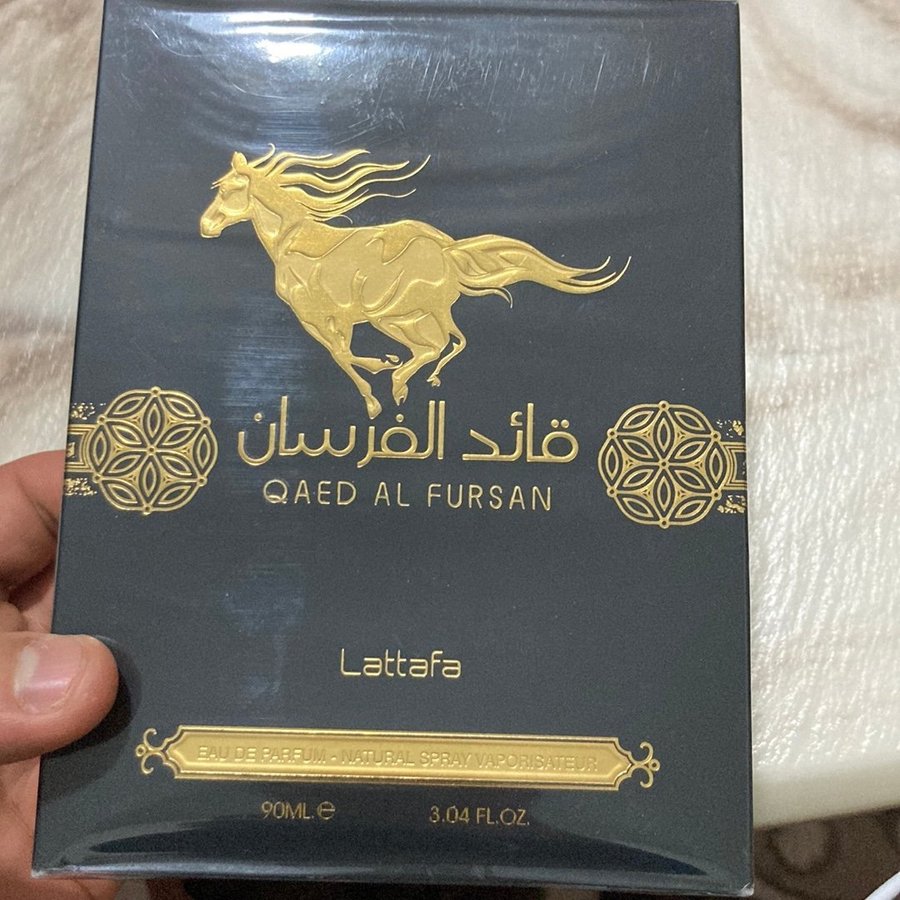 قائد الفرسان
QAED AL FURSAN
Lattafa
EAU DE PARFUM - NATURAL SPRAY VAPORISATEUR
90ML.℮ 3.04 FL.OZ.